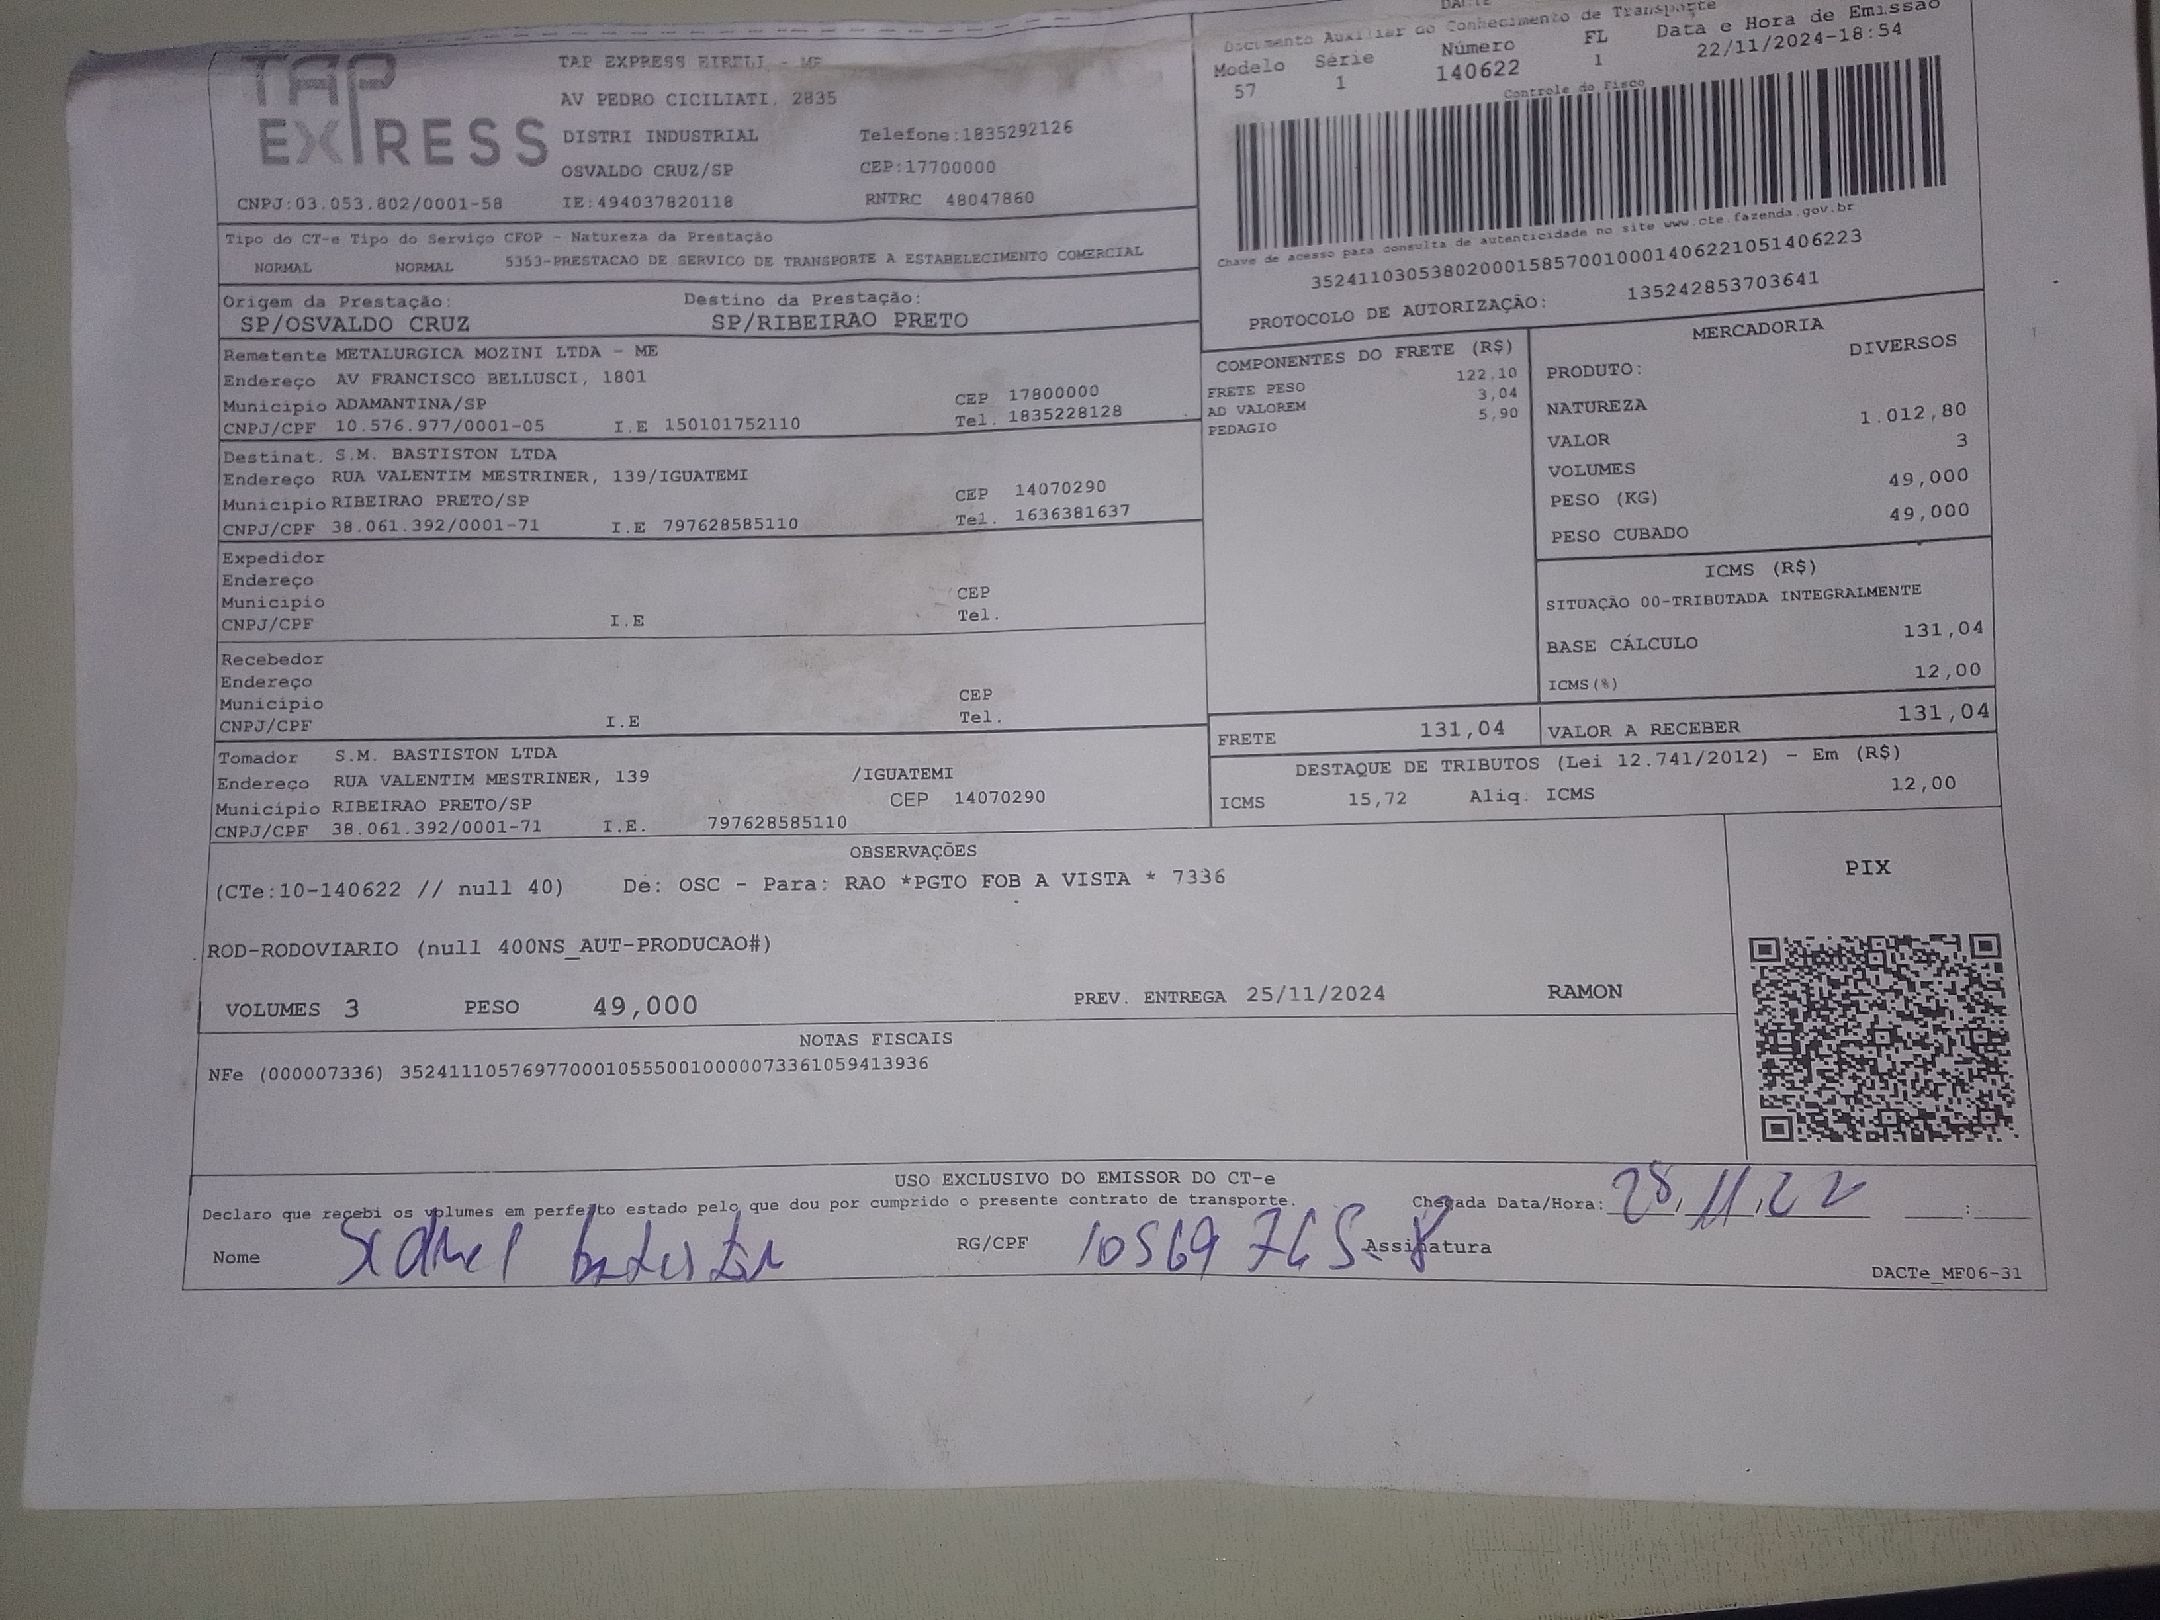 DACTE
Documento Auxiliar do Conhecimento de Transporte
Modelo Série Número FL Data e Hora de Emissão
57 1 140622 1 22/11/2024-18:54
Controle do Fisco
Chave de acesso para consulta de autenticidade no site www.cte.fazenda.gov.br
35241103053802000158570010001406221051406223
PROTOCOLO DE AUTORIZAÇÃO: 135242853703641
TAP EXPRESS
TAP EXPRESS EIRELI - ME
AV PEDRO CICILIATI, 2835
DISTRI INDUSTRIAL Telefone:1835292126
OSVALDO CRUZ/SP CEP:17700000
CNPJ:03.053.802/0001-58 IE:494037820118 RNTRC 48047860
Tipo do CT-e Tipo do Serviço CFOP - Natureza da Prestação
NORMAL NORMAL 5353-PRESTACAO DE SERVICO DE TRANSPORTE A ESTABELECIMENTO COMERCIAL
Origem da Prestação: Destino da Prestação:
SP/OSVALDO CRUZ SP/RIBEIRAO PRETO
Remetente METALURGICA MOZINI LTDA - ME
Endereço AV FRANCISCO BELLUSCI, 1801
Município ADAMANTINA/SP CEP 17800000
CNPJ/CPF 10.576.977/0001-05 I.E 150101752110 Tel. 1835228128
Destinat. S.M. BASTISTON LTDA
Endereço RUA VALENTIM MESTRINER, 139/IGUATEMI
Município RIBEIRAO PRETO/SP CEP 14070290
CNPJ/CPF 38.061.392/0001-71 I.E 797628585110 Tel. 1636381637
Expedidor
Endereço
Município CEP
CNPJ/CPF I.E Tel.
Recebedor
Endereço
Município CEP
CNPJ/CPF I.E Tel.
Tomador S.M. BASTISTON LTDA
Endereço RUA VALENTIM MESTRINER, 139 /IGUATEMI
Município RIBEIRAO PRETO/SP CEP 14070290
CNPJ/CPF 38.061.392/0001-71 I.E. 797628585110
COMPONENTES DO FRETE (R$)
FRETE PESO 122,10
AD VALOREM 3,04
PEDAGIO 5,90
MERCADORIA
PRODUTO: DIVERSOS
NATUREZA
VALOR 1.012,80
VOLUMES 3
PESO (KG) 49,000
PESO CUBADO 49,000
ICMS (R$)
SITUAÇÃO 00-TRIBUTADA INTEGRALMENTE
BASE CÁLCULO 131,04
ICMS(%) 12,00
FRETE 131,04 VALOR A RECEBER 131,04
DESTAQUE DE TRIBUTOS (Lei 12.741/2012) - Em (R$)
ICMS 15,72 Aliq. ICMS 12,00
OBSERVAÇÕES
(CTe:10-140622 // null 40) De: OSC - Para: RAO *PGTO FOB A VISTA * 7336
ROD-RODOVIARIO (null 400NS_AUT-PRODUCAO#)
VOLUMES 3 PESO 49,000 PREV. ENTREGA 25/11/2024 RAMON
PIX
NOTAS FISCAIS
NFe (000007336) 35241110576977000105550010000073361059413936
USO EXCLUSIVO DO EMISSOR DO CT-e
Declaro que recebi os volumes em perfeito estado pelo que dou por cumprido o presente contrato de transporte. Chegada Data/Hora: 28/11/22 :
Nome RG/CPF 10569765-8 Assinatura
DACTe_MF06-31